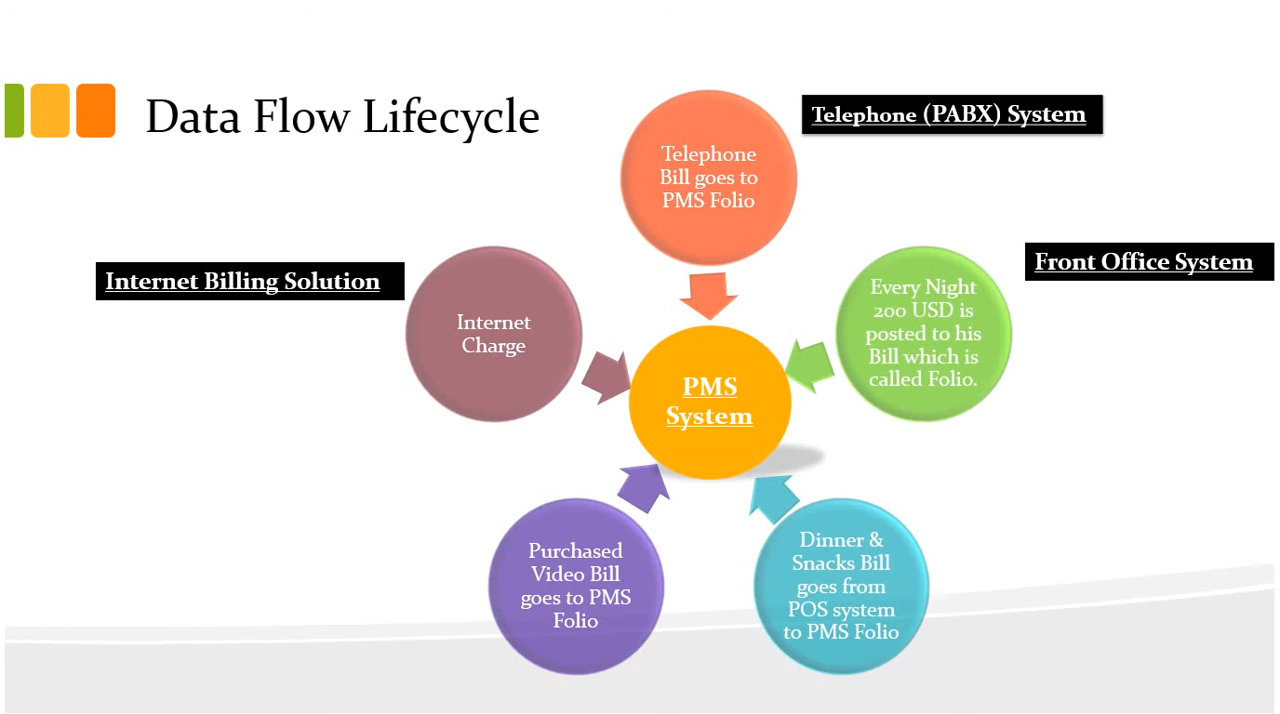 Data Flow Lifecycle
Telephone (PABX) System
Telephone
Bill goes to
PMS Folio
Internet Billing Solution
Front Office System
Internet
Charge
Every Night
200 USD is
posted to his
Bill which is
called Folio.
PMS
System
Purchased
Video Bill
goes to PMS
Folio
Dinner &
Snacks Bill
goes from
POS system
to PMS Folio